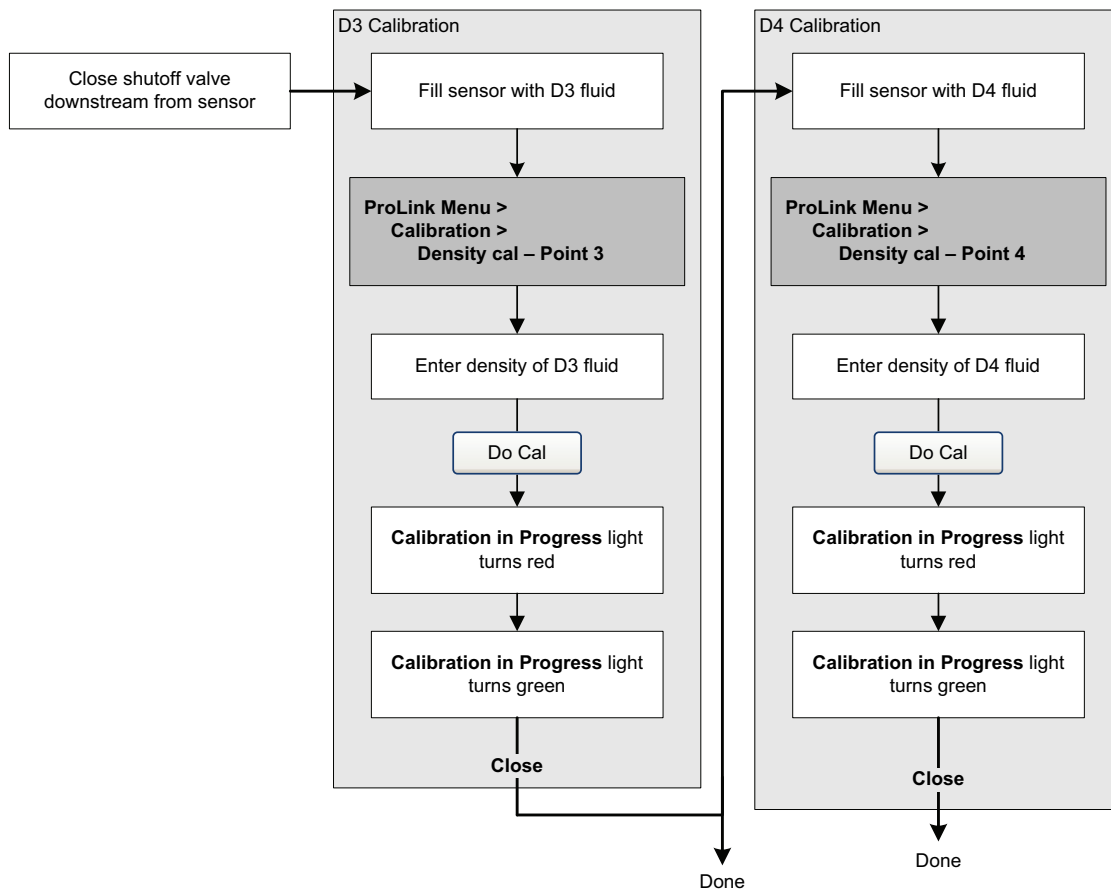 Close shutoff valve
downstream from sensor
D3 Calibration
Fill sensor with D3 fluid
ProLink Menu >
Calibration >
Density cal – Point 3
Enter density of D3 fluid
Do Cal
Calibration in Progress light
turns red
Calibration in Progress light
turns green
Close
Done
D4 Calibration
Fill sensor with D4 fluid
ProLink Menu >
Calibration >
Density cal – Point 4
Enter density of D4 fluid
Do Cal
Calibration in Progress light
turns red
Calibration in Progress light
turns green
Close
Done